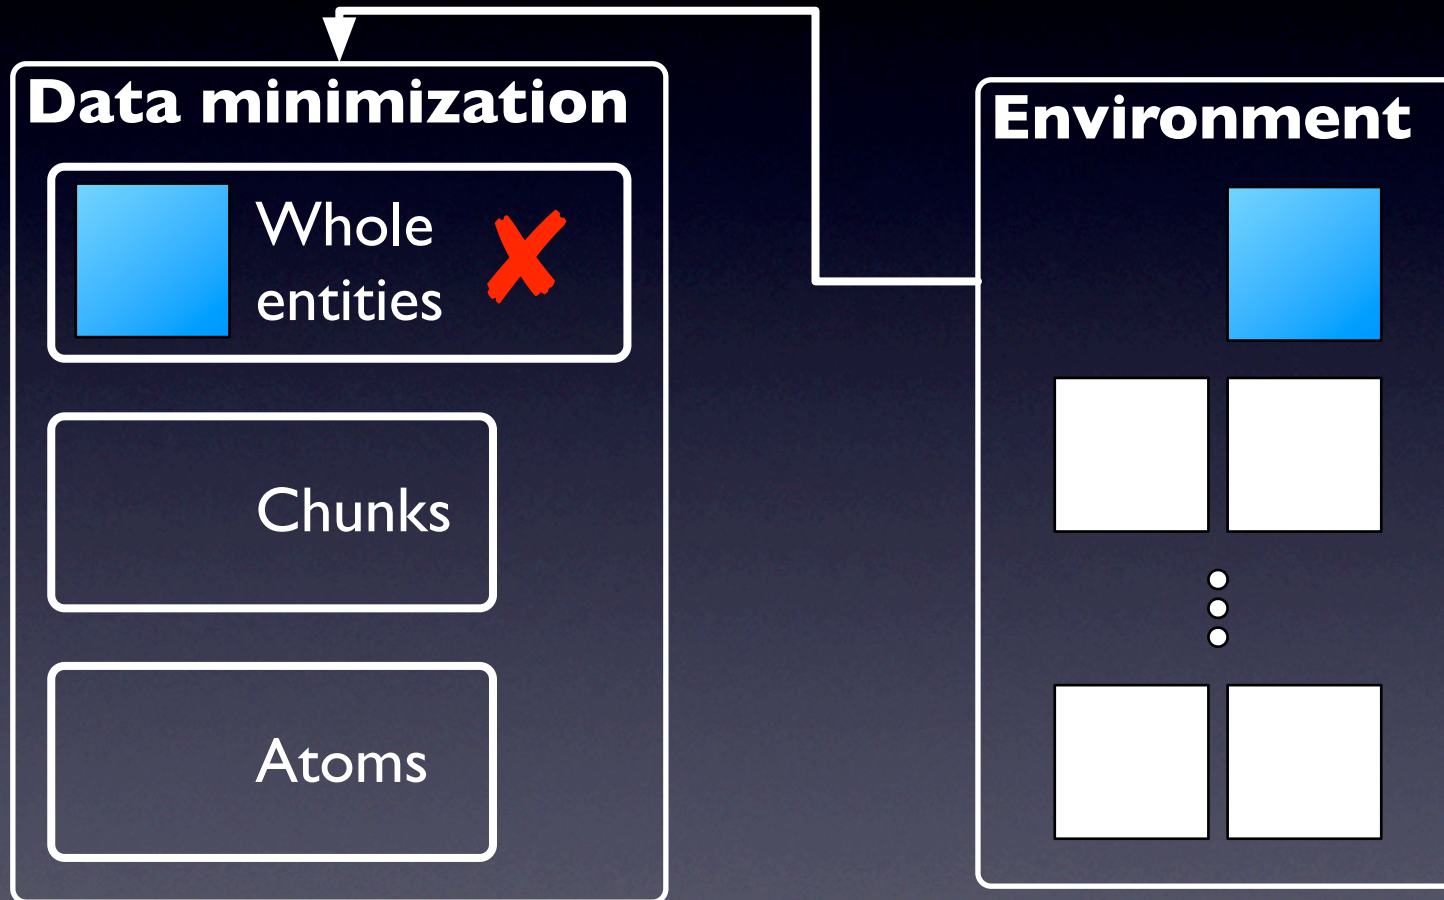 Data minimization
Whole
entities
Chunks
Atoms
Environment